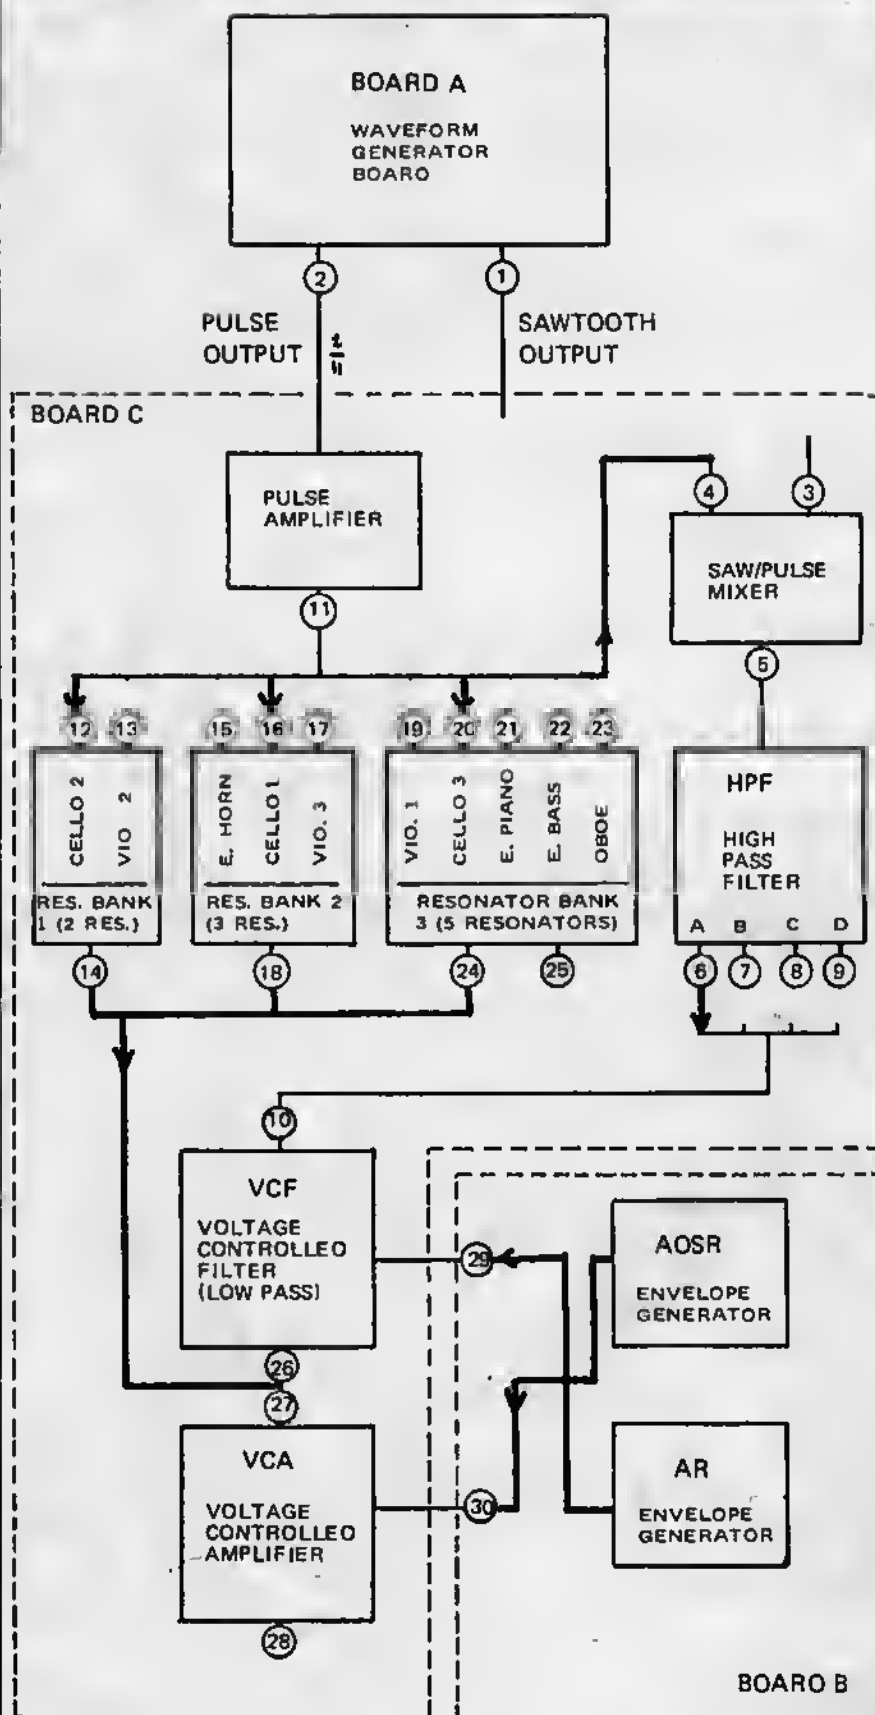 BOARD A
WAVEFORM
GENERATOR
BOARO
2
1
PULSE
OUTPUT
SAWTOOTH
OUTPUT
BOARD C
PULSE
AMPLIFIER
4
3
SAW/PULSE
MIXER
11
5
12
13
15
16
17
19
20
21
22
23
CELLO 2
VIO 2
E. HORN
CELLO 1
VIO. 3
VIO. 1
CELLO 3
E. PIANO
E. BASS
OBOE
RES. BANK
1 (2 RES.)
RES. BANK 2
(3 RES.)
RESONATOR BANK
3 (5 RESONATORS)
HPF
HIGH
PASS
FILTER
A B C D
14
18
24
25
6
7
8
9
10
VCF
VOLTAGE
CONTROLLEO
FILTER
(LOW PASS)
29
AOSR
ENVELOPE
GENERATOR
26
27
VCA
VOLTAGE
CONTROLLEO
AMPLIFIER
30
AR
ENVELOPE
GENERATOR
28
BOARO B